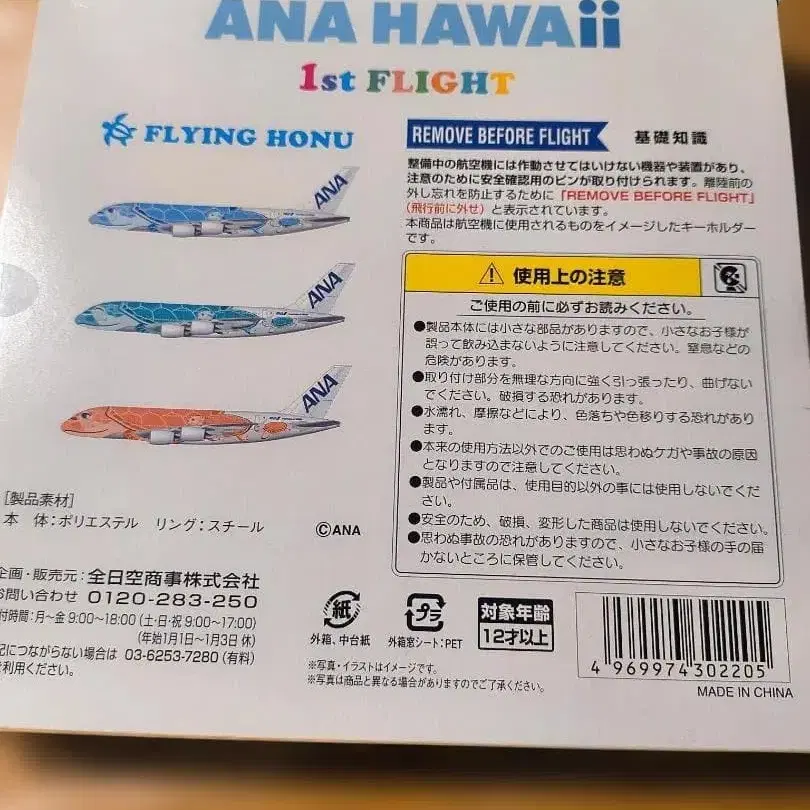 ANA HAWAii
1st FLIGHT
FLYING HONU
ANA
ANA
ANA
[製品素材]
本 体:ポリエステル リング:スチール
©ANA
企画・販売元:全日空商事株式会社
お問い合わせ 0120-283-250
付時間:月~金 9:00~18:00 (土・日・祝 9:00~17:00)
(年始1月1日~1月3日 休)
記につながらない場合は 03-6253-7280 (有料)
ご利用ください。
REMOVE BEFORE FLIGHT 基礎知識
整備中の航空機には作動させてはいけない機器や装置があり、
注意のために安全確認用のピンが取り付けられます。離陸前の
外し忘れを防止するために「REMOVE BEFORE FLIGHT」
(飛行前に外せ)と表示されています。
本商品は航空機に使用されるものをイメージしたキーホルダー
です。
使用上の注意
ご使用の前に必ずお読みください。
●製品本体には小さな部品がありますので、小さなお子様が
誤って飲み込まないように注意してください。窒息などの
危険があります。
●取り付け部分を無理な方向に強く引っ張ったり、曲げない
でください。破損する恐れがあります。
●水濡れ、摩擦などにより、色落ちや色移りする恐れがあり
ます。
●本来の使用方法以外でのご使用は思わぬケガや事故の原因
となりますので注意してください。
●製品や付属品は、使用目的以外の事には使用しないでくだ
さい。
●安全のため、破損、変形した商品は使用しないでください。
●思わぬ事故の恐れがありますので、小さなお子様の手の届
かないところに保管してください。
紙
外箱、中台紙
プラ
外箱窓シート:PET
対象年齢
12才以上
※写真・イラストはイメージです。
※写真は商品と異なる場合がありますのでご了承ください。
4 969974 302205
MADE IN CHINA